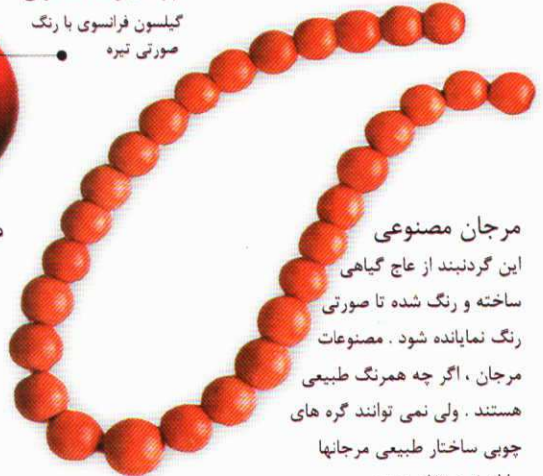 گیلسون فرانسوی با رنگ
صورتی تیره
مرجان مصنوعی
این گردنبند از عاج گیاهی
ساخته و رنگ شده تا صورتی
رنگ نمایانده شود . مصنوعات
مرجان ، اگر چه همرنگ طبیعی
هستند . ولی نمی توانند گره های
چوبی ساختار طبیعی مرجانها